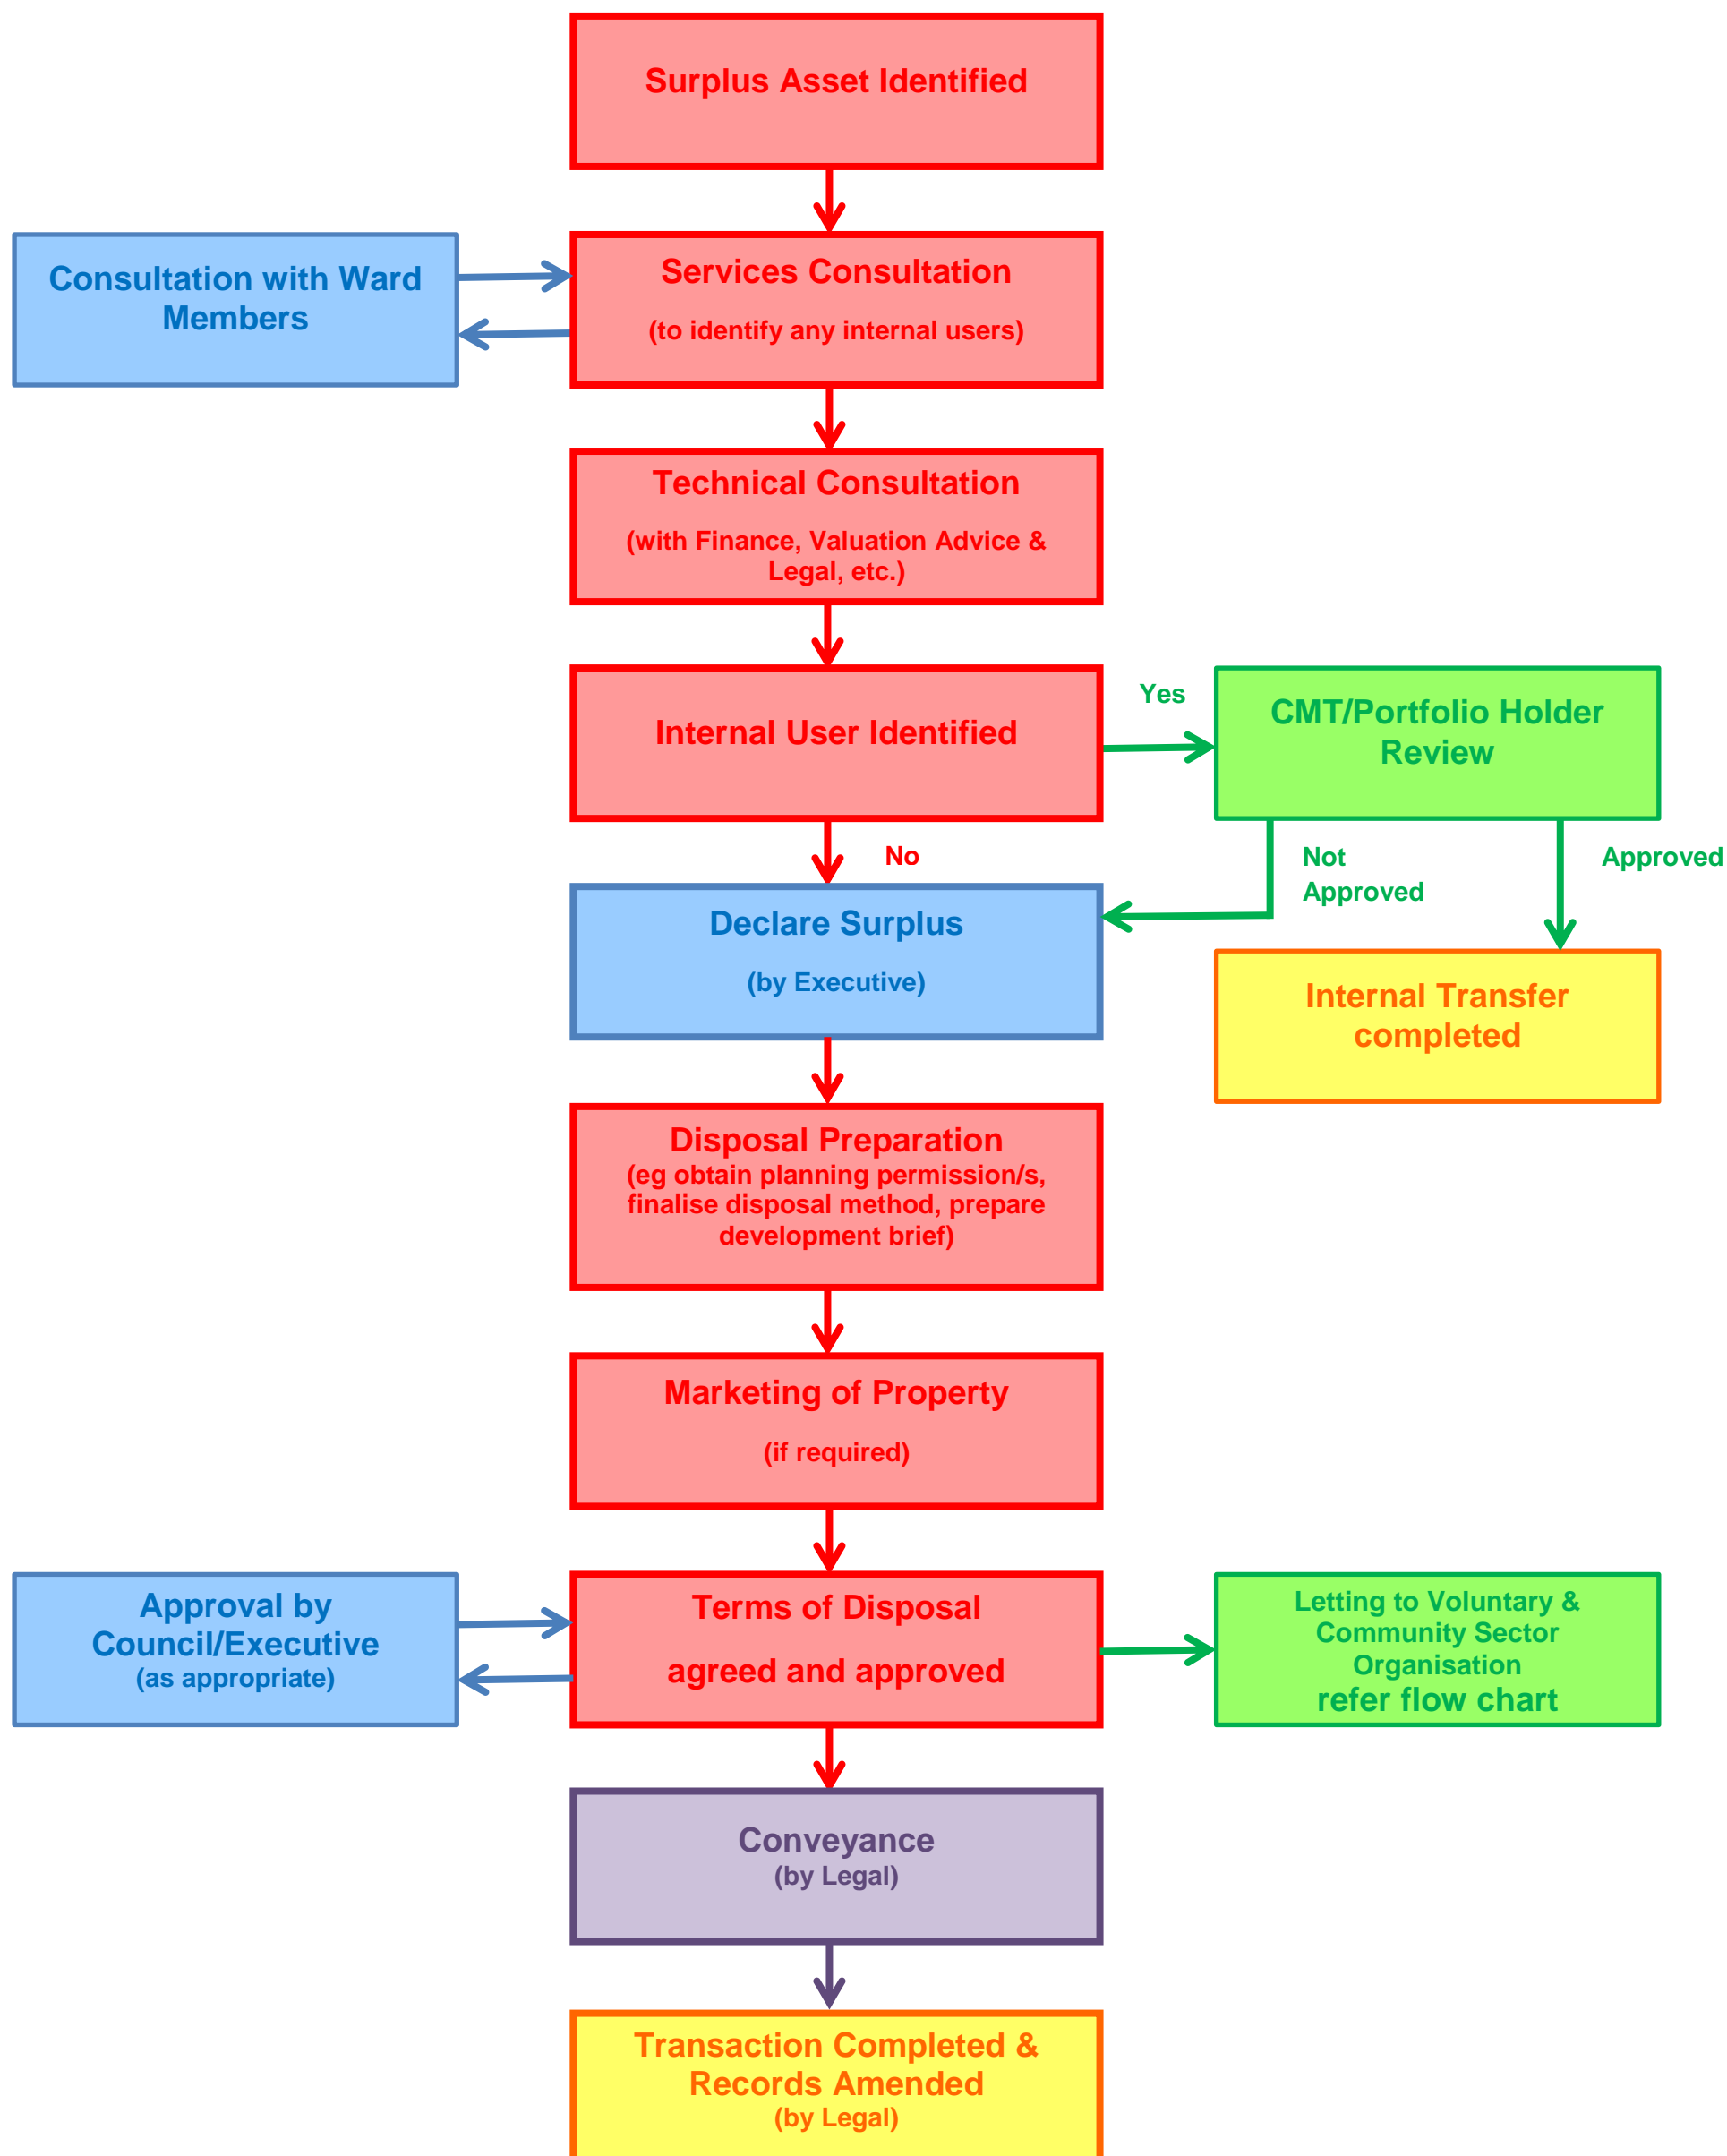 Surplus Asset Identified
Consultation with Ward
Members
Services Consultation
(to identify any internal users)
Technical Consultation
(with Finance, Valuation Advice &
Legal, etc.)
Internal User Identified
Yes
CMT/Portfolio Holder
Review
No
Not
Approved
Approved
Declare Surplus
(by Executive)
Internal Transfer
completed
Disposal Preparation
(eg obtain planning permission/s,
finalise disposal method, prepare
development brief)
Marketing of Property
(if required)
Approval by
Council/Executive
(as appropriate)
Terms of Disposal
agreed and approved
Letting to Voluntary &
Community Sector
Organisation
refer flow chart
Conveyance
(by Legal)
Transaction Completed &
Records Amended
(by Legal)